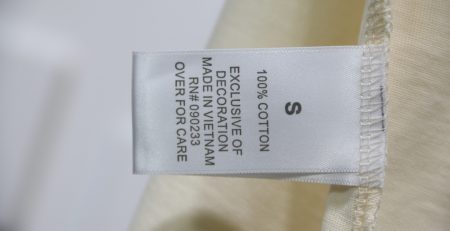 S
100% COTTON
EXCLUSIVE OF
DECORATION
MADE IN VIETNAM
RN# 090233
OVER FOR CARE